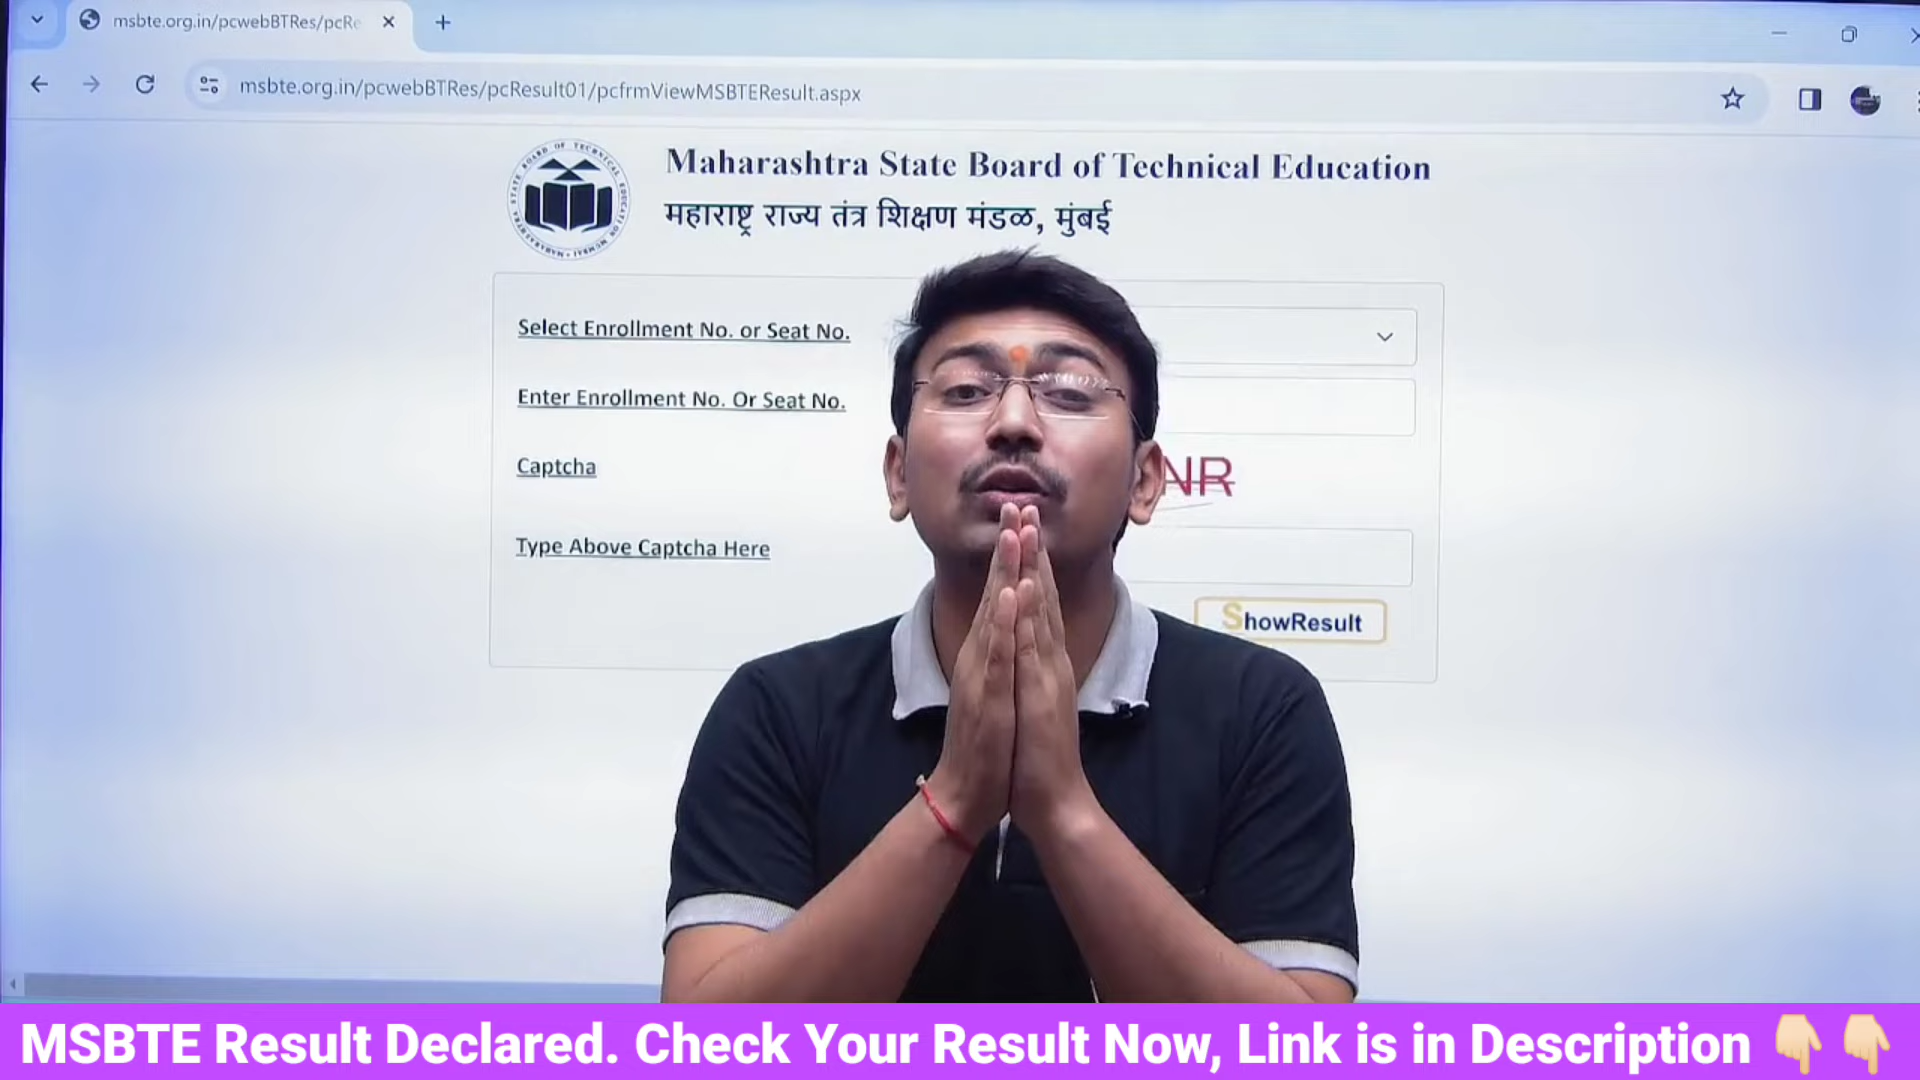 msbte.org.in/pcwebBTRes/pcRe
msbte.org.in/pcwebBTRes/pcResult01/pcfrmViewMSBTEResult.aspx
Maharashtra State Board of Technical Education
महाराष्ट्र राज्य तंत्र शिक्षण मंडळ, मुंबई
Select Enrollment No. or Seat No.
Enter Enrollment No. Or Seat No.
Captcha
NR
Type Above Captcha Here
ShowResult
MSBTE Result Declared. Check Your Result Now, Link is in Description 👇🏻 👇🏻